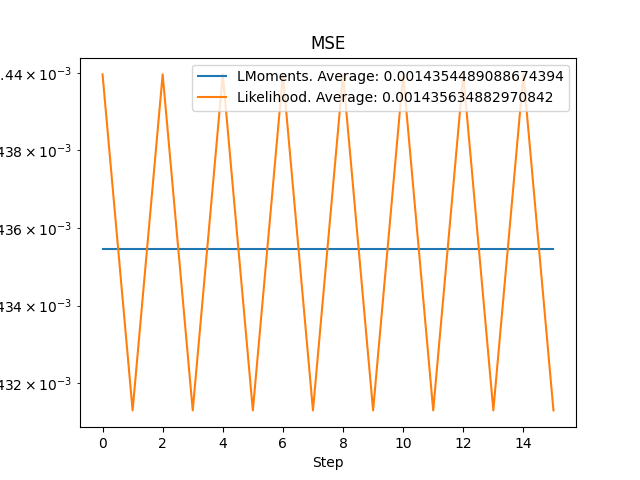 MSE
.44 × 10⁻³
LMoments. Average: 0.0014354489088674394
Likelihood. Average: 0.001435634882970842
438 × 10⁻³
436 × 10⁻³
434 × 10⁻³
432 × 10⁻³
0 2 4 6 8 10 12 14
Step